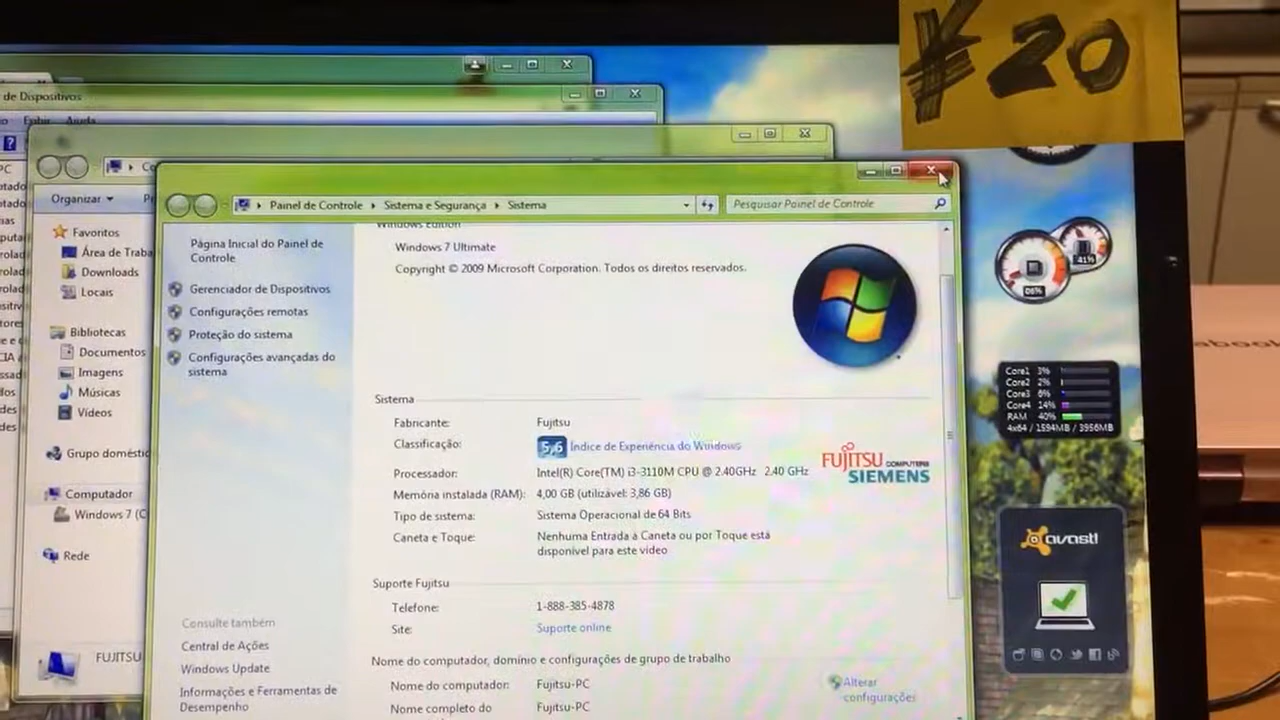 ¥20
de Dispositivos
Exibir Ajuda
Organizar
Favoritos
Área de Traba
Downloads
Locais
Bibliotecas
Documentos
Imagens
Músicas
Vídeos
Grupo domésti
Computador
Windows 7 (C
Rede
FUJITSU
Painel de Controle
Sistema e Segurança
Sistema
Pesquisar Painel de Controle
Página Inicial do Painel de
Controle
Gerenciador de Dispositivos
Configurações remotas
Proteção do sistema
Configurações avançadas do
sistema
Consulte também
Central de Ações
Windows Update
Informações e Ferramentas de
Desempenho
Windows Edition
Windows 7 Ultimate
Copyright © 2009 Microsoft Corporation. Todos os direitos reservados.
Sistema
Fabricante: Fujitsu
Classificação: 5,6 Índice de Experiência do Windows
Processador: Intel(R) Core(TM) i3-3110M CPU @ 2.40GHz 2.40 GHz
Memória instalada (RAM): 4,00 GB (utilizável: 3,86 GB)
Tipo de sistema: Sistema Operacional de 64 Bits
Caneta e Toque: Nenhuma Entrada à Caneta ou por Toque está
disponível para este vídeo
FUJITSU COMPUTERS
SIEMENS
Suporte Fujitsu
Telefone: 1-888-385-4878
Site: Suporte online
Nome do computador, domínio e configurações de grupo de trabalho
Nome do computador: Fujitsu-PC
Nome completo do Fujitsu-PC
Alterar
configurações
06%
41%
Core1 3%
Core2 2%
Core3 6%
Core4 14%
RAM 40%
4x64 / 1594MB / 3956MB
avast!